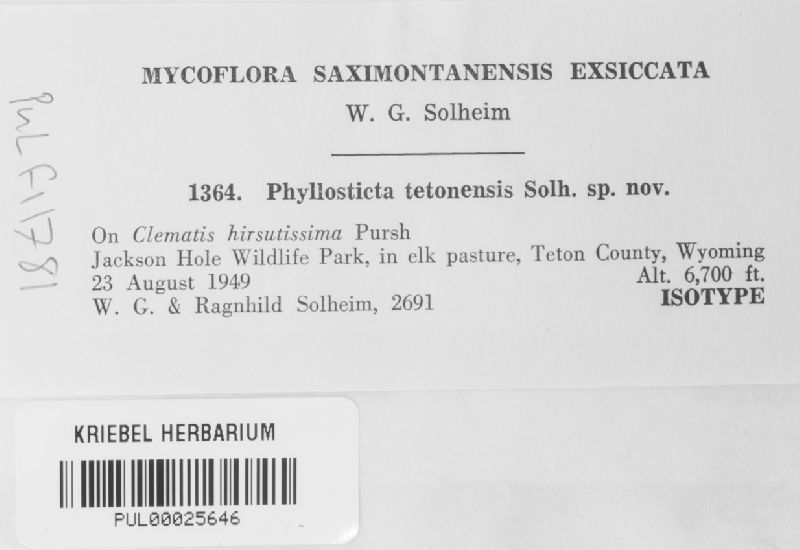 MYCOFLORA SAXIMONTANENSIS EXSICCATA
W. G. Solheim
1364. Phyllosticta tetonensis Solh. sp. nov.
On Clematis hirsutissima Pursh
Jackson Hole Wildlife Park, in elk pasture, Teton County, Wyoming
23 August 1949 Alt. 6,700 ft.
W. G. & Ragnhild Solheim, 2691 ISOTYPE
PUL F11781
KRIEBEL HERBARIUM
PUL00025646